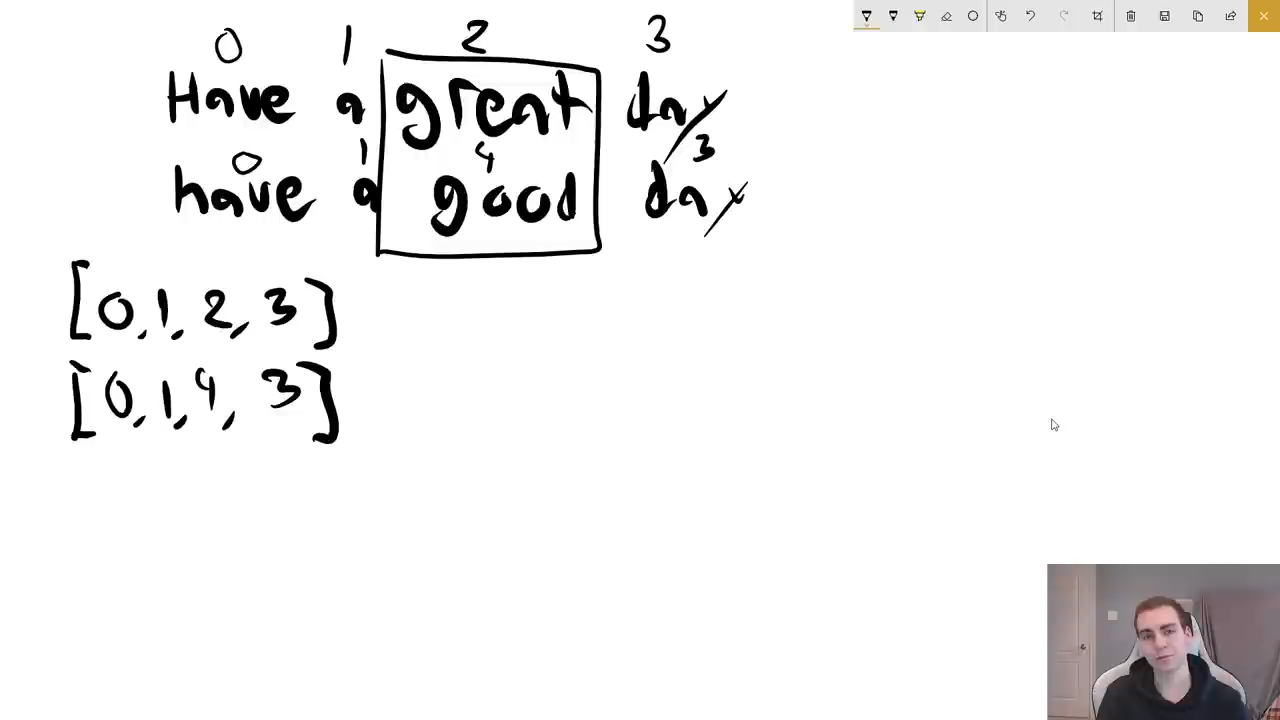 0 1 2 3
Have a great day
0 1 4 3
have a good day
[0,1,2,3]
[0,1,4,3]